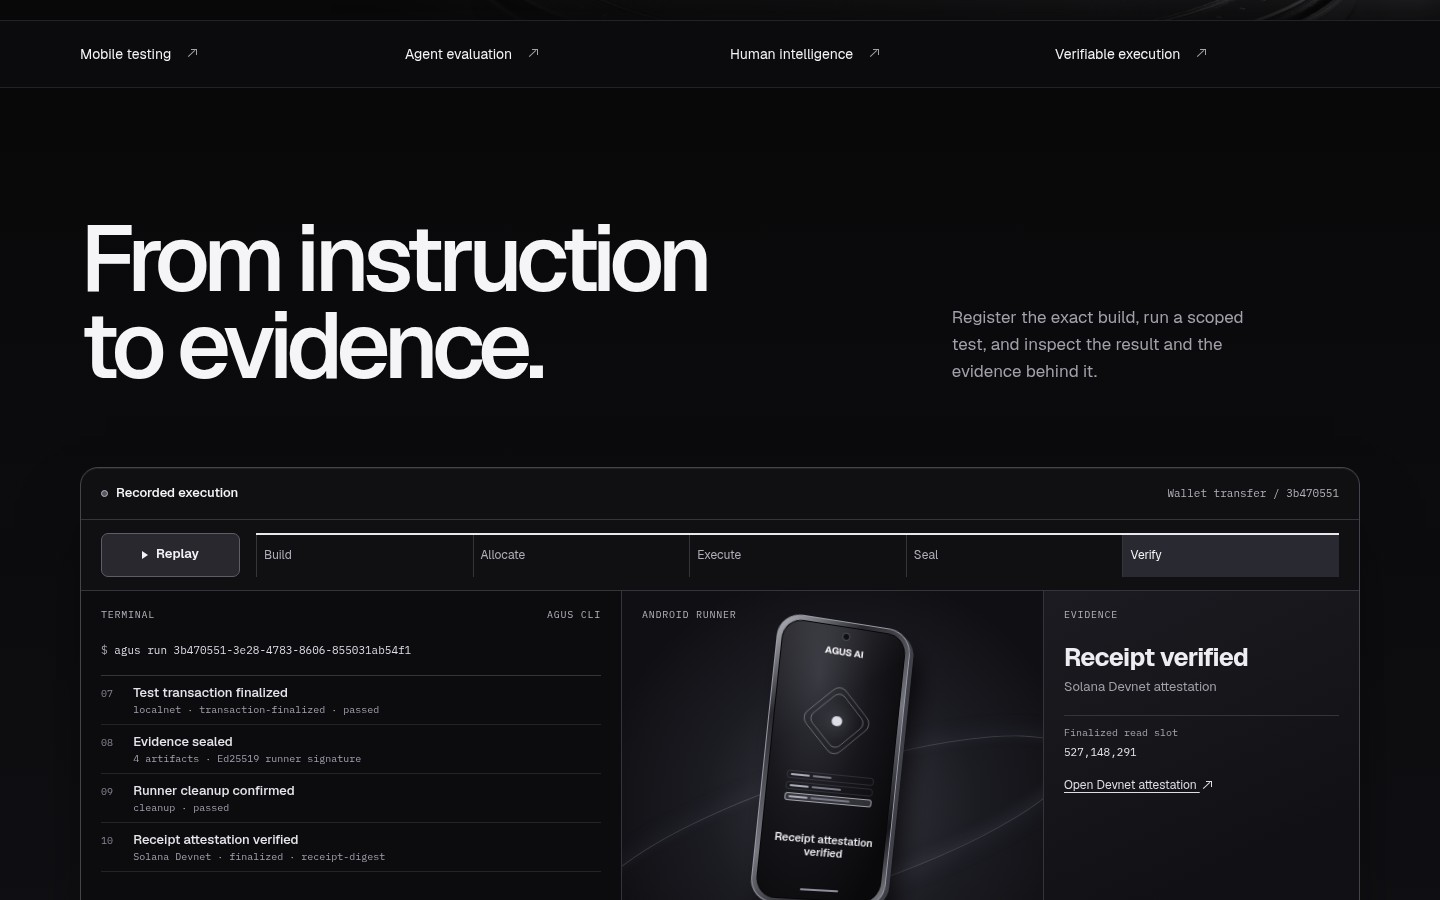 Mobile testing
Agent evaluation
Human intelligence
Verifiable execution
From instruction
to evidence.
Register the exact build, run a scoped
test, and inspect the result and the
evidence behind it.
Recorded execution
Wallet transfer / 3b470551
Replay
Build
Allocate
Execute
Seal
Verify
TERMINAL
AGUS CLI
$ agus run 3b470551-3e28-4783-8606-855031ab54f1
07 Test transaction finalized
localnet · transaction-finalized · passed
08 Evidence sealed
4 artifacts · Ed25519 runner signature
09 Runner cleanup confirmed
cleanup · passed
10 Receipt attestation verified
Solana Devnet · finalized · receipt-digest
ANDROID RUNNER
AGUS AI
Receipt attestation
verified
EVIDENCE
Receipt verified
Solana Devnet attestation
Finalized read slot
527,148,291
Open Devnet attestation